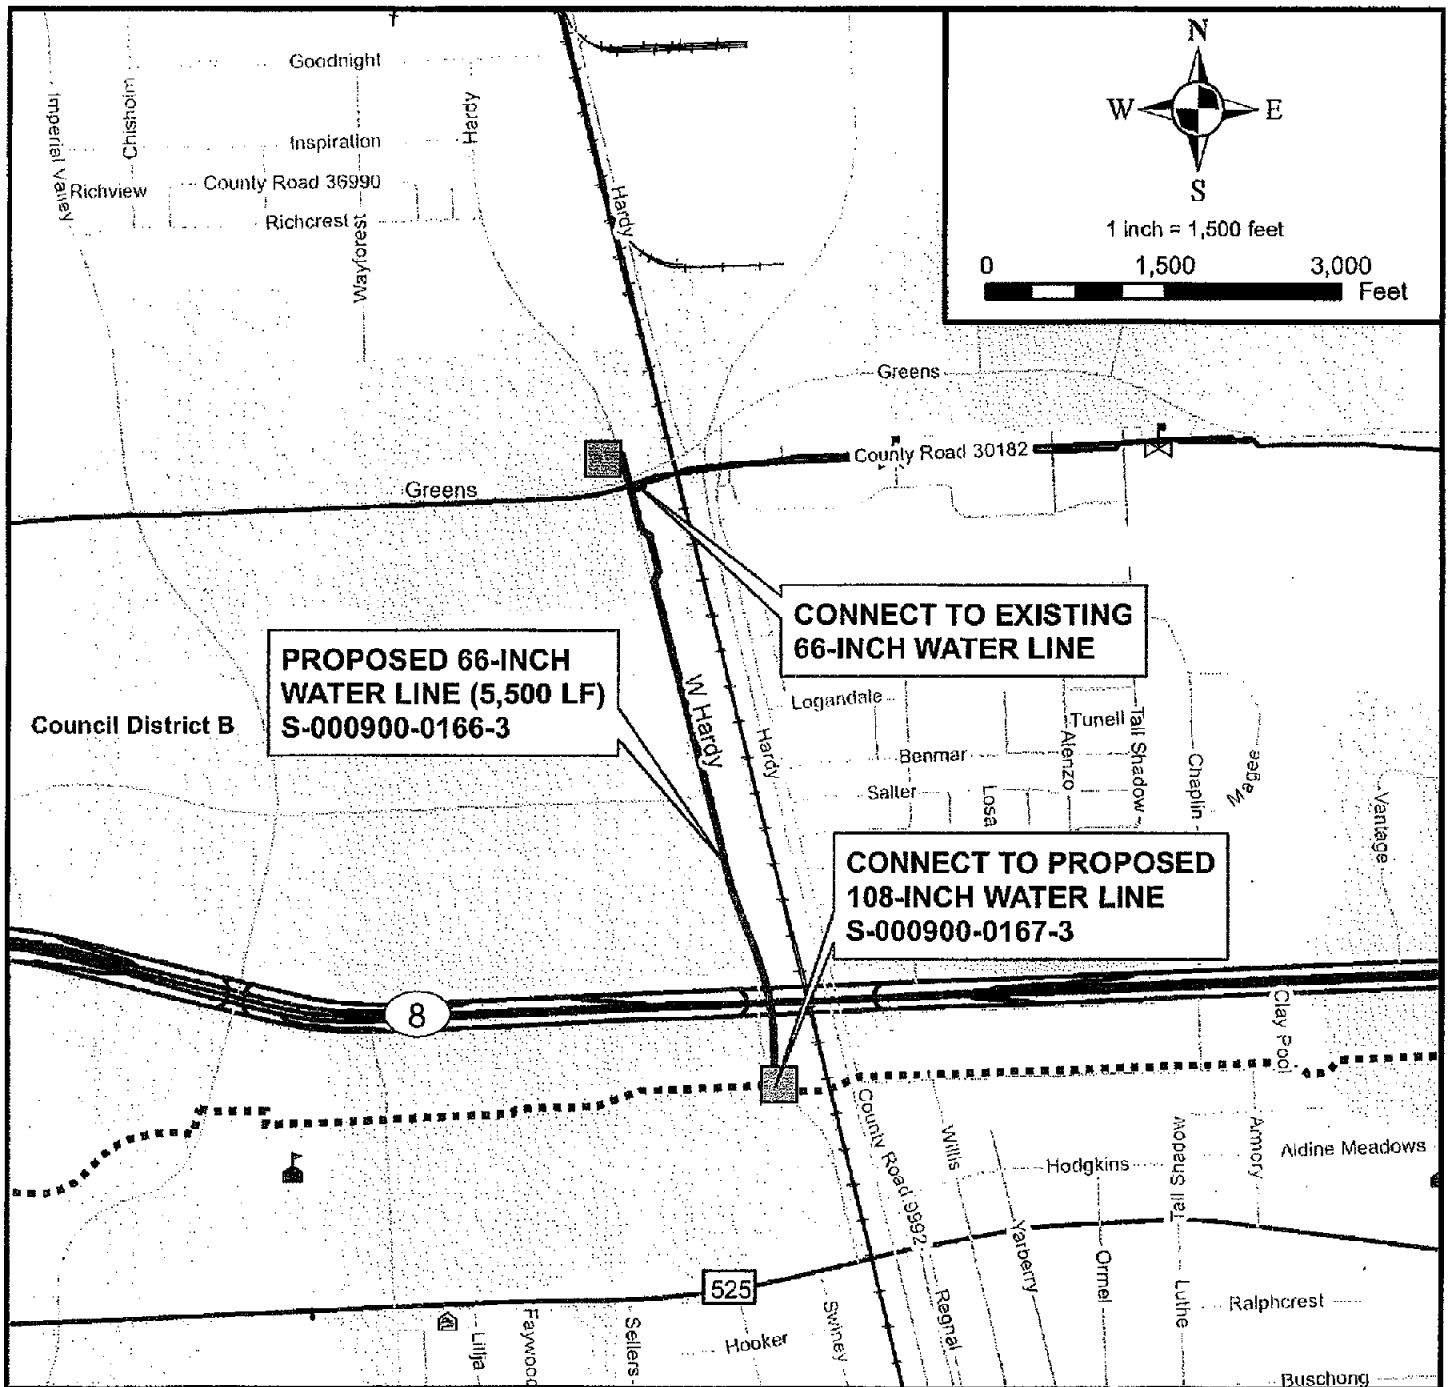 N
W
E
S
1 inch = 1,500 feet
0
1,500
3,000
Feet
Goodnight
Imperial Valley
Chisholm
Hardy
Inspiration
Richview
County Road 36990
Richcrest
Wayforest
Hardy
Greens
County Road 30182
Greens
CONNECT TO EXISTING
66-INCH WATER LINE
PROPOSED 66-INCH
WATER LINE (5,500 LF)
S-000900-0166-3
Council District B
W Hardy
Hardy
Logandale
Tunell
Tall Shadow
Benmar
Alenzo
Chaplin
Magee
Salter
Losa
Vantage
CONNECT TO PROPOSED
108-INCH WATER LINE
S-000900-0167-3
8
Clay Pool
County Road 9992
Willis
Hodgkins
Tall Shadow
Armory
Aldine Meadows
Yarberry
Ormel
Luthe
Ralphcrest
525
Lillja
Faywood
Sellers
Hooker
Swiney
Regnal
Buschong